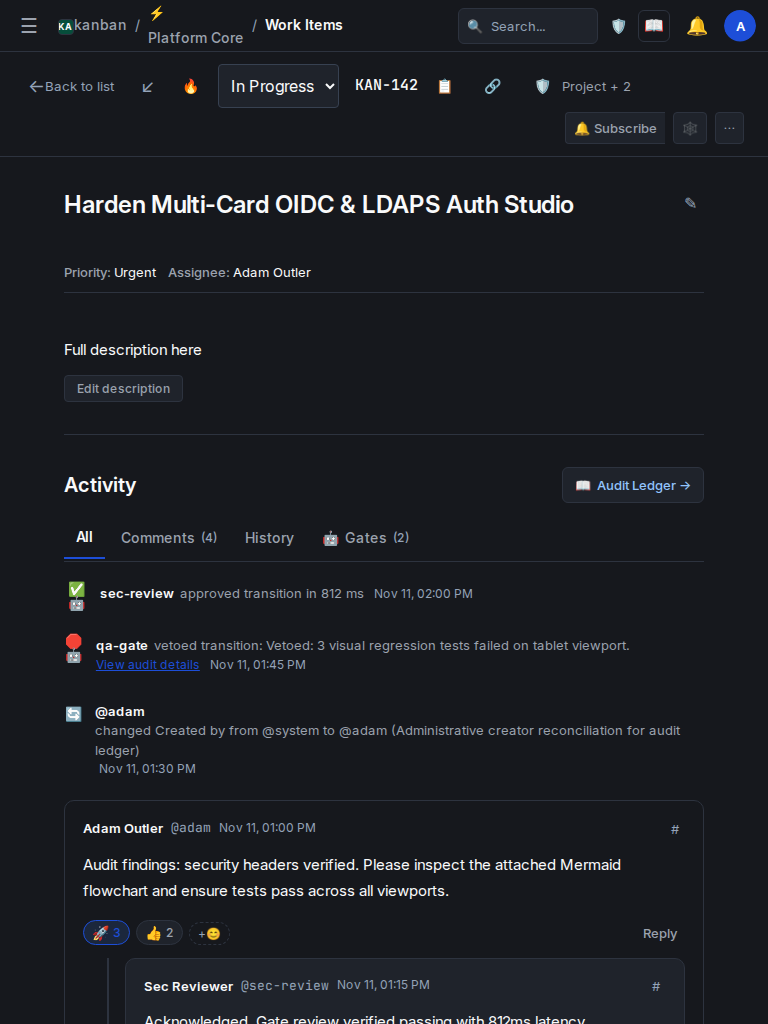 ☰ KA kanban / ⚡ Platform Core / Work Items 🔍 Search... 🛡️ 📖 🔔 A
←Back to list ↙ 🔥 In Progress KAN-142 📋 🔗 🛡️ Project + 2
🔔 Subscribe 🕸️ ...
Harden Multi-Card OIDC & LDAPS Auth Studio ✎
Priority: Urgent Assignee: Adam Outler
Full description here
Edit description
Activity 📖 Audit Ledger →
All Comments (4) History 🤖 Gates (2)
✅🤖 sec-review approved transition in 812 ms Nov 11, 02:00 PM
🛑🤖 qa-gate vetoed transition: Vetoed: 3 visual regression tests failed on tablet viewport.
View audit details Nov 11, 01:45 PM
🔄 @adam
changed Created by from @system to @adam (Administrative creator reconciliation for audit
ledger)
Nov 11, 01:30 PM
Adam Outler @adam Nov 11, 01:00 PM #
Audit findings: security headers verified. Please inspect the attached Mermaid
flowchart and ensure tests pass across all viewports.
🚀 3 👍 2 +😊 Reply
Sec Reviewer @sec-review Nov 11, 01:15 PM #
Acknowledged. Gate review verified passing with 812ms latency.